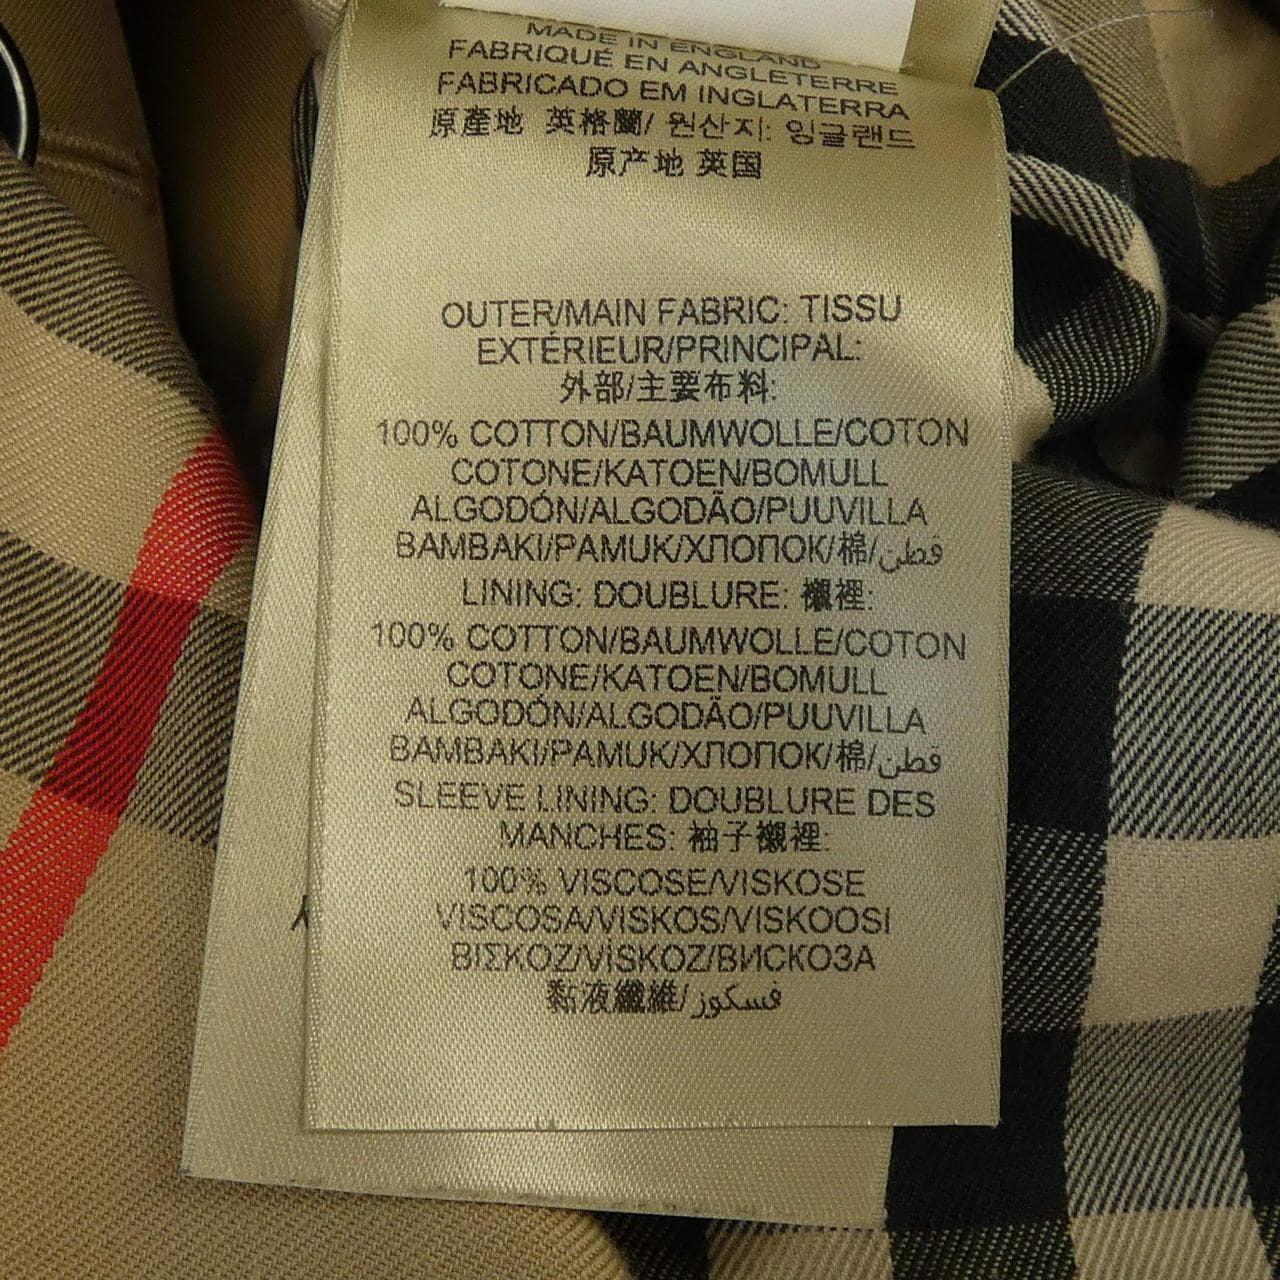 MADE IN ENGLAND
FABRIQUÉ EN ANGLETERRE
FABRICADO EM INGLATERRA
原產地 英格蘭/ 원산지: 잉글랜드
原产地 英国
OUTER/MAIN FABRIC: TISSU
EXTÉRIEUR/PRINCIPAL:
外部/主要布料:
100% COTTON/BAUMWOLLE/COTON
COTONE/KATOEN/BOMULL
ALGODÓN/ALGODÃO/PUUVILLA
BAMBAKI/PAMUK/ХЛОПОК/棉/قطن
LINING: DOUBLURE: 襯裡:
100% COTTON/BAUMWOLLE/COTON
COTONE/KATOEN/BOMULL
ALGODÓN/ALGODÃO/PUUVILLA
BAMBAKI/PAMUK/ХЛОПОК/棉/قطن
SLEEVE LINING: DOUBLURE DES
MANCHES: 袖子襯裡:
100% VISCOSE/VISKOSE
VISCOSA/VISKOS/VISKOOSI
ΒΙΣΚΟΖ/VİSKOZ/ВИСКОЗА
黏液纖維/فسكوز